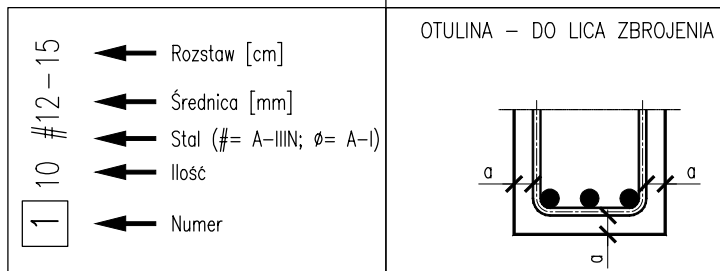 1 10 #12-15
Rozstaw [cm]
Średnica [mm]
Stal (#= A-IIIN; ø= A-I)
Ilość
Numer
OTULINA - DO LICA ZBROJENIA
a
a
a